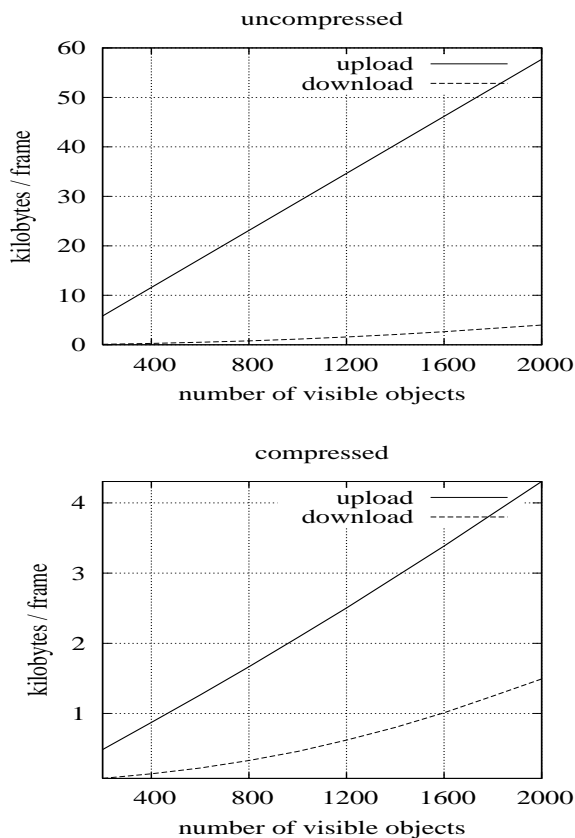 uncompressed
60
50
40
30
20
10
0
kilobytes / frame
upload
download
400 800 1200 1600 2000
number of visible objects
compressed
4
3
2
1
kilobytes / frame
upload
download
400 800 1200 1600 2000
number of visible objects